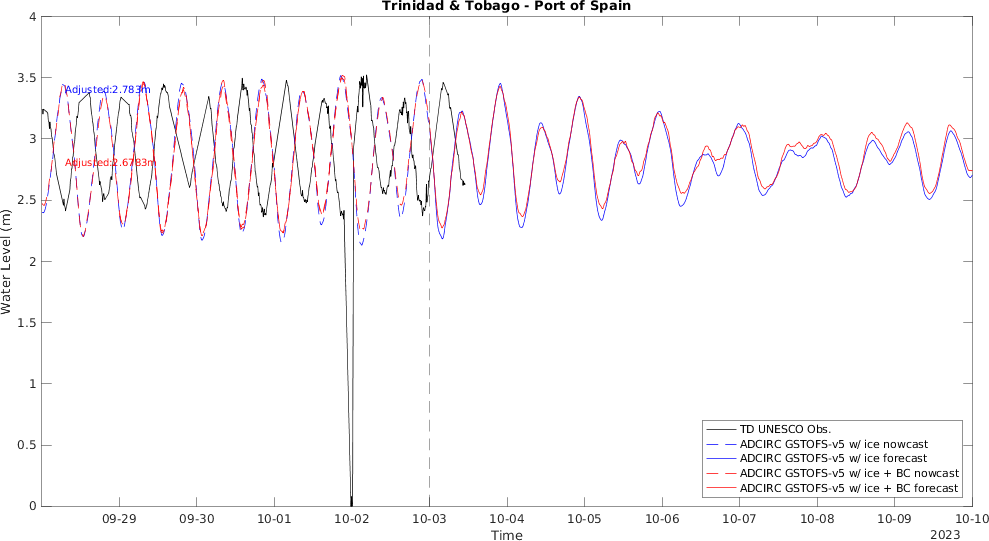 Trinidad & Tobago - Port of Spain
4
3.5
3
2.5
2
1.5
1
0.5
0
Water Level (m)
Adjusted:2.783m
Adjusted:2.6783m
TD UNESCO Obs.
ADCIRC GSTOFS-v5 w/ ice nowcast
ADCIRC GSTOFS-v5 w/ ice forecast
ADCIRC GSTOFS-v5 w/ ice + BC nowcast
ADCIRC GSTOFS-v5 w/ ice + BC forecast
09-29 09-30 10-01 10-02 10-03 10-04 10-05 10-06 10-07 10-08 10-09 10-10
Time
2023